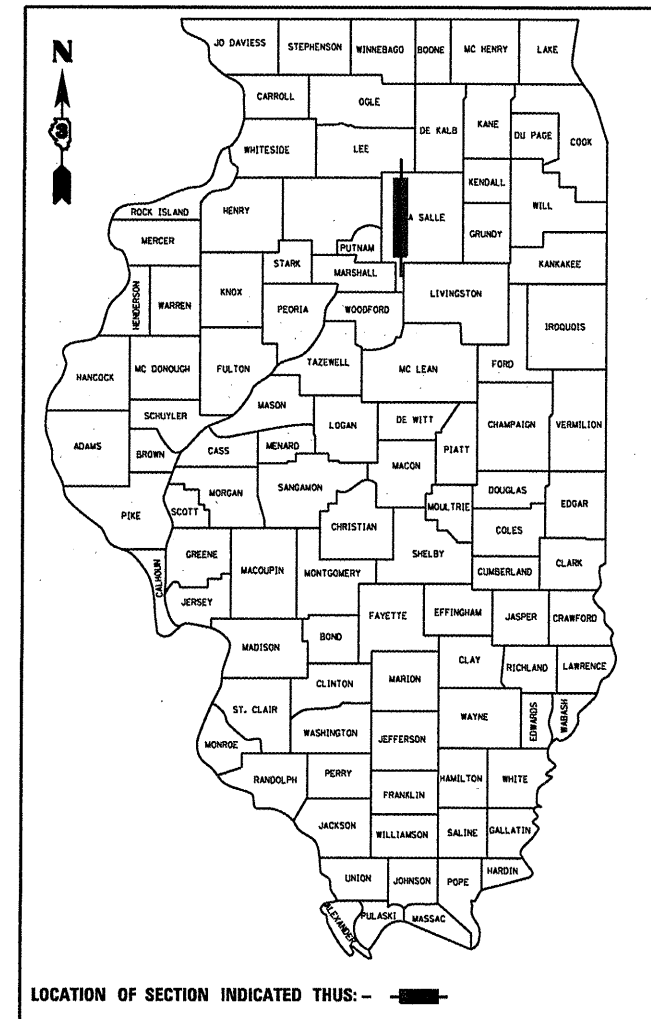 JO DAVIESS STEPHENSON WINNEBAGO BOONE MC HENRY LAKE
N
CARROLL OGLE DE KALB KANE DU PAGE COOK
WHITESIDE LEE
KENDALL WILL
ROCK ISLAND HENRY A SALLE GRUNDY
MERCER PUTNAM KANKAKEE
STARK MARSHALL
HENDERSON WARREN KNOX PEORIA WOODFORD LIVINGSTON IROQUOIS
HANCOCK MC DONOUGH FULTON TAZEWELL MC LEAN FORD
SCHUYLER MASON LOGAN DE WITT CHAMPAIGN VERMILION
ADAMS BROWN CASS MENARD MACON PIATT
MORGAN SANGAMON DOUGLAS EDGAR
PIKE SCOTT CHRISTIAN MOULTRIE COLES
GREENE SHELBY
CALHOUN MACOUPIN MONTGOMERY CUMBERLAND CLARK
JERSEY FAYETTE EFFINGHAM JASPER CRAWFORD
MADISON BOND
CLAY RICHLAND LAWRENCE
CLINTON MARION
ST. CLAIR WAYNE EDWARDS WABASH
WASHINGTON JEFFERSON
MONROE
RANDOLPH PERRY HAMILTON WHITE
FRANKLIN
JACKSON WILLIAMSON SALINE GALLATIN
UNION JOHNSON POPE HARDIN
ALEXANDER PULASKI MASSAC
LOCATION OF SECTION INDICATED THUS: -